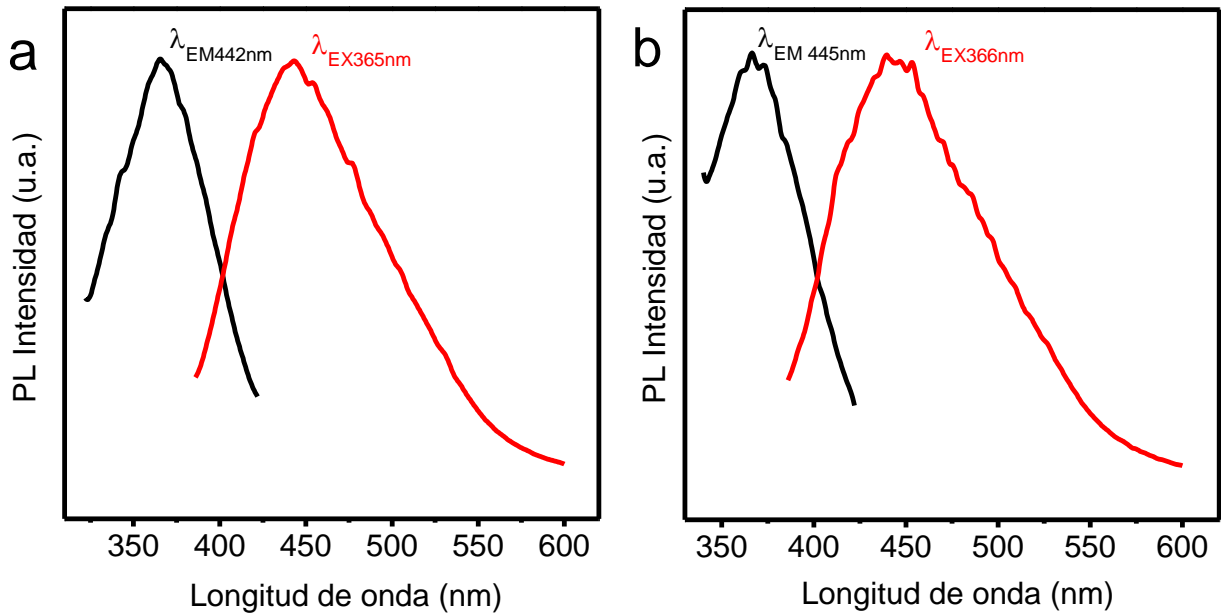 a
λEM442nm
λEX365nm
PL Intensidad (u.a.)
350 400 450 500 550 600
Longitud de onda (nm)
b
λEM 445nm
λEX366nm
PL Intensidad (u.a.)
350 400 450 500 550 600
Longitud de onda (nm)